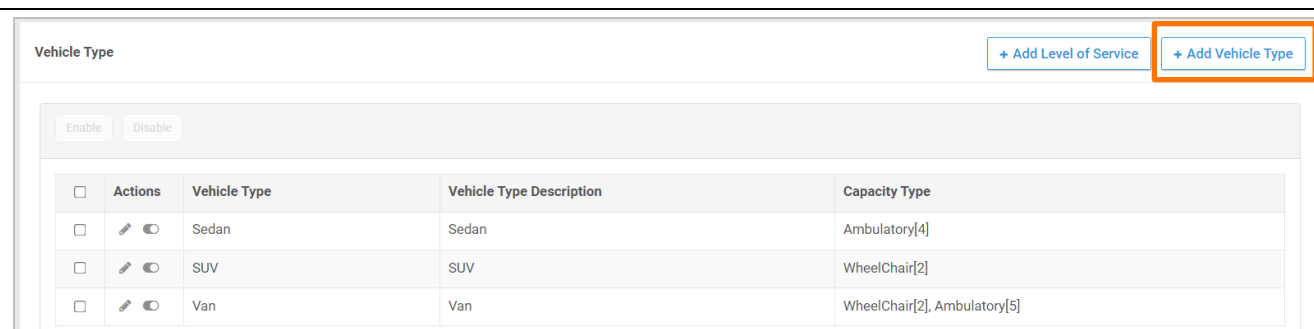 Vehicle Type
+ Add Level of Service
+ Add Vehicle Type
Enable Disable
Actions Vehicle Type Vehicle Type Description Capacity Type
Sedan Sedan Ambulatory[4]
SUV SUV WheelChair[2]
Van Van WheelChair[2], Ambulatory[5]